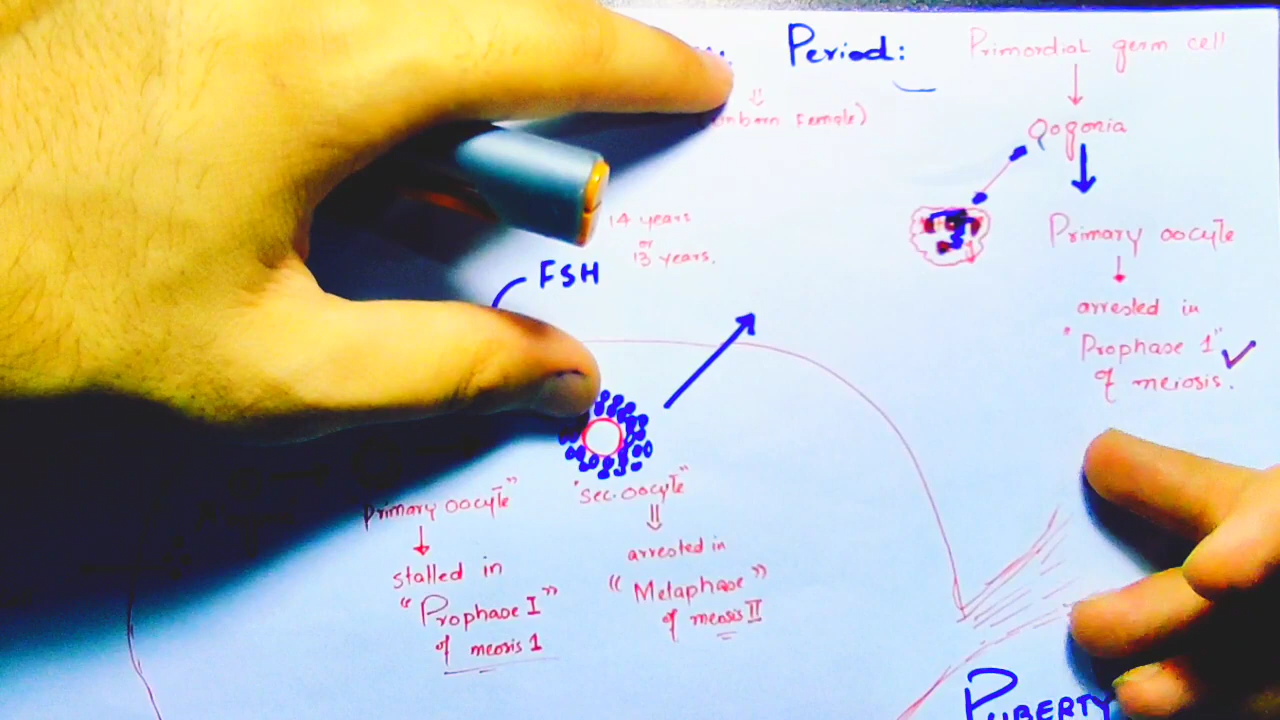 Period:
unborn female)
14 years
or
13 years.
FSH
Primordial germ cell
Oogonia
Primary oocyte
arrested in
"Prophase 1"
of meiosis.
Primary oocyte"
stalled in
"Prophase I"
of meosis 1
"Sec. oocyte"
arrested in
"Metaphase"
of meosis II
PUBERTY